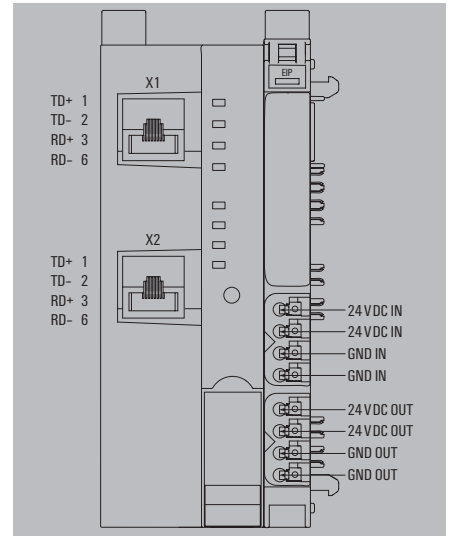 EIP
X1
TD+ 1
TD- 2
RD+ 3
RD- 6
X2
TD+ 1
TD- 2
RD+ 3
RD- 6
24 V DC IN
24 V DC IN
GND IN
GND IN
24 V DC OUT
24 V DC OUT
GND OUT
GND OUT